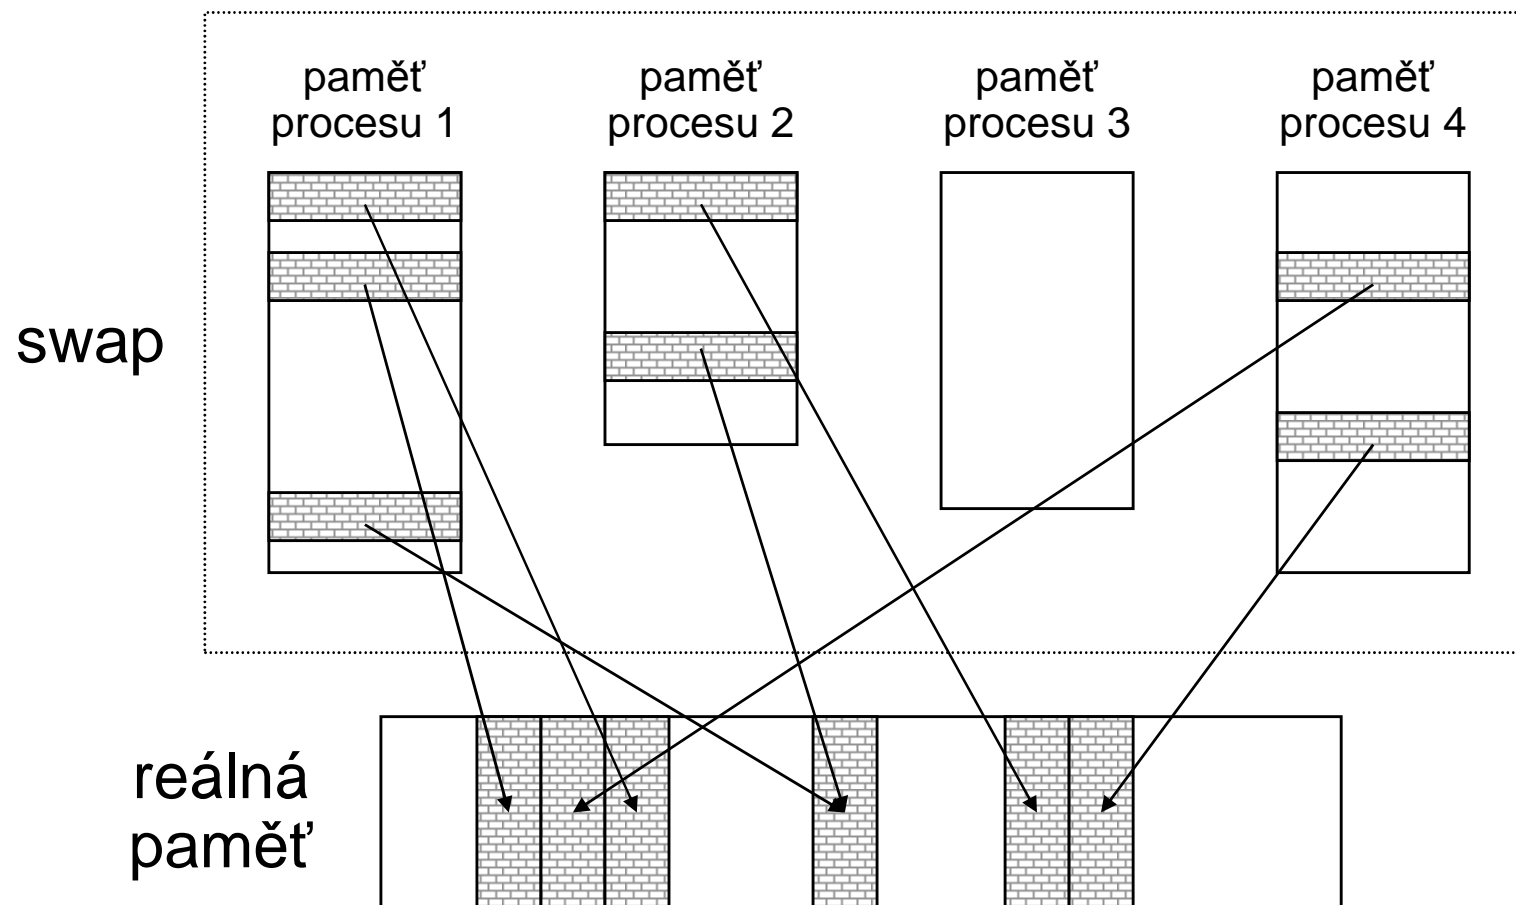 paměť
procesu 1
paměť
procesu 2
paměť
procesu 3
paměť
procesu 4
swap
reálná
paměť